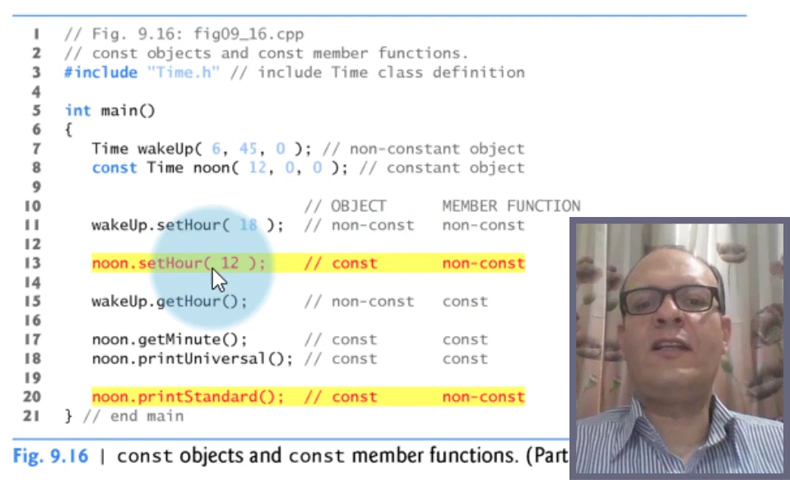 1 // Fig. 9.16: fig09_16.cpp
2 // const objects and const member functions.
3 #include "Time.h" // include Time class definition
4
5 int main()
6 {
7 Time wakeUp( 6, 45, 0 ); // non-constant object
8 const Time noon( 12, 0, 0 ); // constant object
9
10 // OBJECT MEMBER FUNCTION
11 wakeUp.setHour( 18 ); // non-const non-const
12
13 noon.setHour( 12 ); // const non-const
14
15 wakeUp.getHour(); // non-const const
16
17 noon.getMinute(); // const const
18 noon.printUniversal(); // const const
19
20 noon.printStandard(); // const non-const
21 } // end main
Fig. 9.16 | const objects and const member functions. (Part